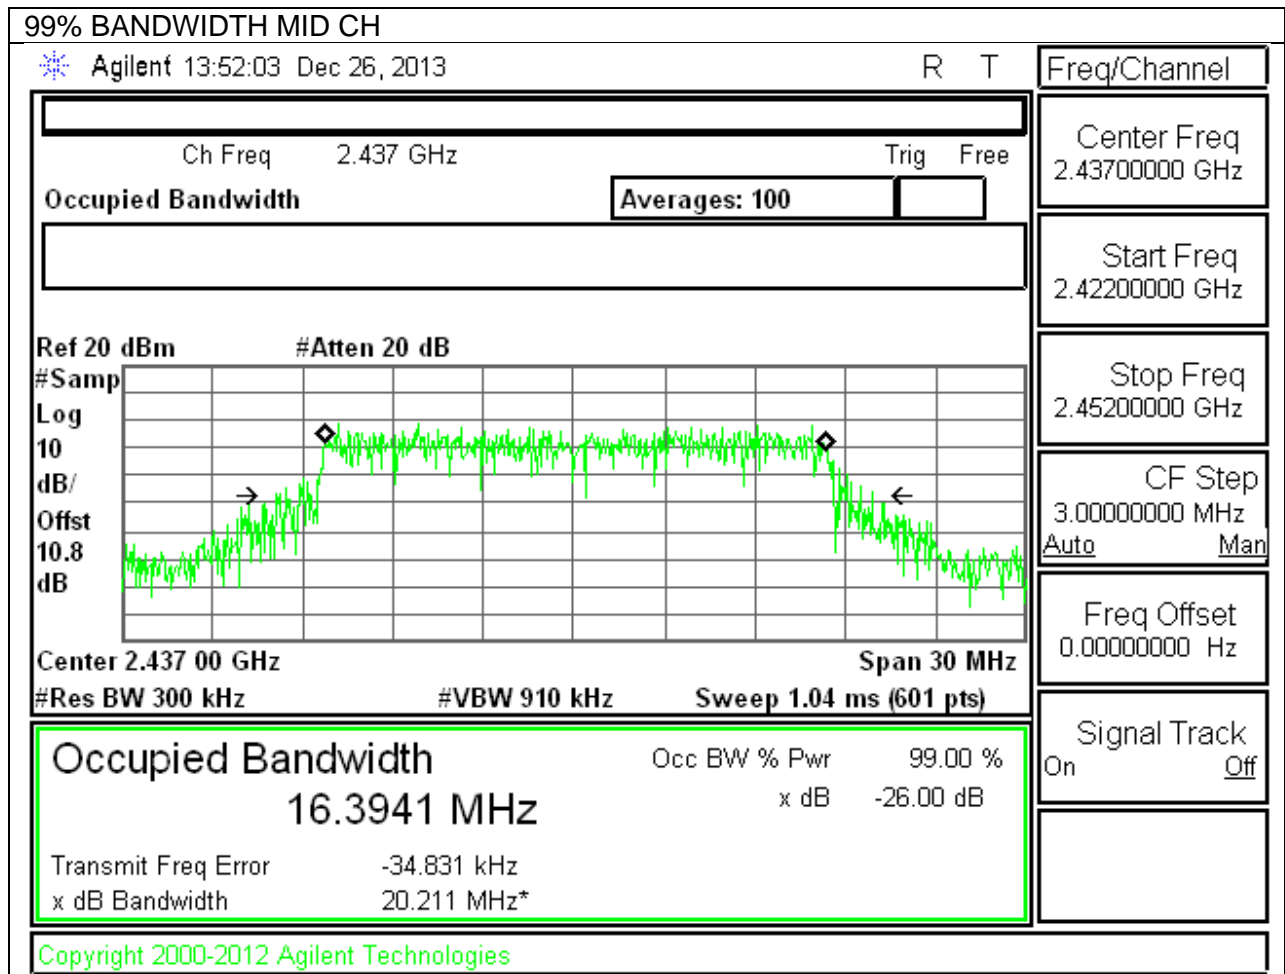 99% BANDWIDTH MID CH
Agilent 13:52:03 Dec 26, 2013 R T
Ch Freq 2.437 GHz Trig Free
Occupied Bandwidth Averages: 100
Ref 20 dBm #Atten 20 dB
#Samp
Log
10
dB/
Offst
10.8
dB
Center 2.437 00 GHz Span 30 MHz
#Res BW 300 kHz #VBW 910 kHz Sweep 1.04 ms (601 pts)
Occupied Bandwidth Occ BW % Pwr 99.00 %
16.3941 MHz x dB -26.00 dB
Transmit Freq Error -34.831 kHz
x dB Bandwidth 20.211 MHz*
Copyright 2000-2012 Agilent Technologies
Freq/Channel
Center Freq
2.43700000 GHz
Start Freq
2.42200000 GHz
Stop Freq
2.45200000 GHz
CF Step
3.00000000 MHz
Auto Man
Freq Offset
0.00000000 Hz
Signal Track
On Off